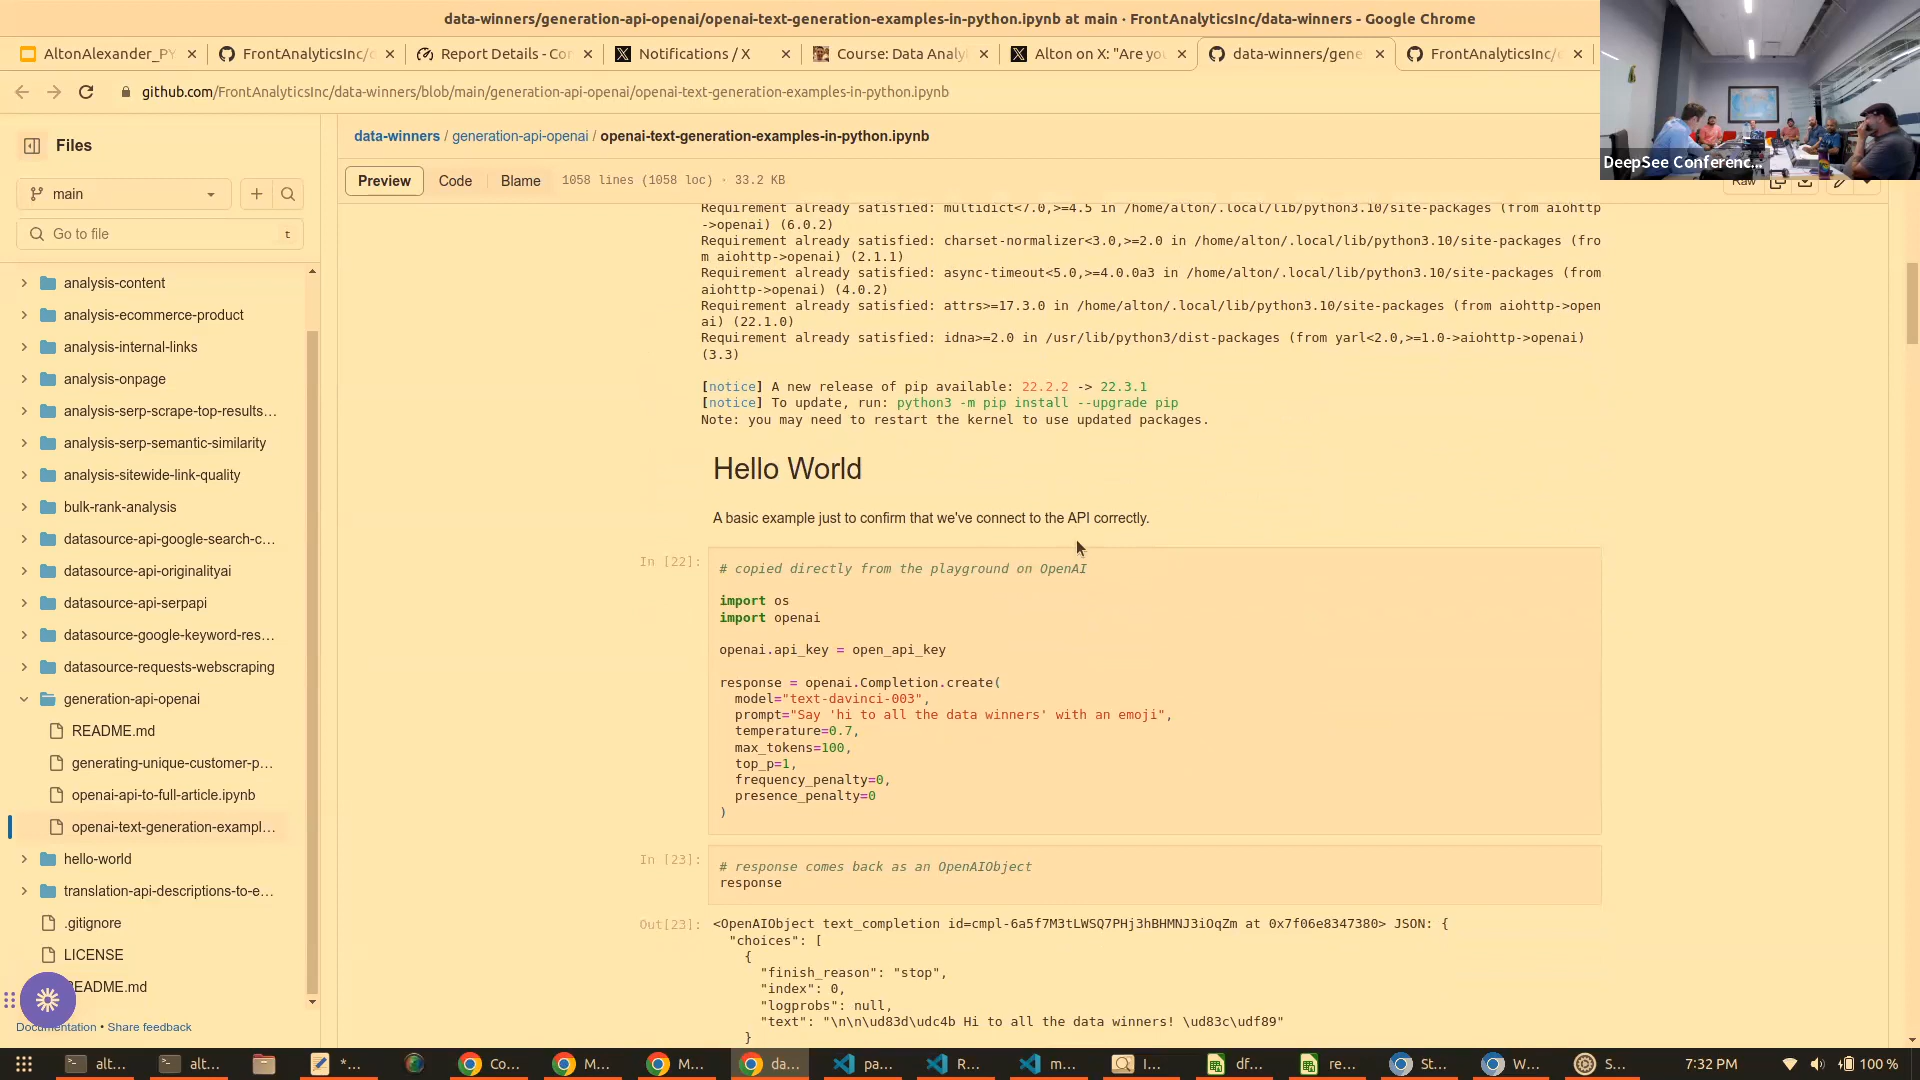 data-winners/generation-api-openai/openai-text-generation-examples-in-python.ipynb at main · FrontAnalyticsInc/data-winners - Google Chrome
AltonAlexander_PY
FrontAnalyticsInc/
Report Details - Con
Notifications / X
Course: Data Analy
Alton on X: "Are you
data-winners/gene
FrontAnalyticsInc/
github.com/FrontAnalyticsInc/data-winners/blob/main/generation-api-openai/openai-text-generation-examples-in-python.ipynb
DeepSee Conferenc...
Files
data-winners / generation-api-openai / openai-text-generation-examples-in-python.ipynb
main
Preview
Code
Blame
1058 lines (1058 loc) · 33.2 KB
Raw
Go to file
t
analysis-content
analysis-ecommerce-product
analysis-internal-links
analysis-onpage
analysis-serp-scrape-top-results...
analysis-serp-semantic-similarity
analysis-sitewide-link-quality
bulk-rank-analysis
datasource-api-google-search-c...
datasource-api-originalityai
datasource-api-serpapi
datasource-google-keyword-res...
datasource-requests-webscraping
generation-api-openai
README.md
generating-unique-customer-p...
openai-api-to-full-article.ipynb
openai-text-generation-exampl...
hello-world
translation-api-descriptions-to-e...
.gitignore
LICENSE
README.md
Documentation • Share feedback
Requirement already satisfied: multidict<7.0,>=4.5 in /home/alton/.local/lib/python3.10/site-packages (from aiohttp
->openai) (6.0.2)
Requirement already satisfied: charset-normalizer<3.0,>=2.0 in /home/alton/.local/lib/python3.10/site-packages (fro
m aiohttp->openai) (2.1.1)
Requirement already satisfied: async-timeout<5.0,>=4.0.0a3 in /home/alton/.local/lib/python3.10/site-packages (from
aiohttp->openai) (4.0.2)
Requirement already satisfied: attrs>=17.3.0 in /home/alton/.local/lib/python3.10/site-packages (from aiohttp->open
ai) (22.1.0)
Requirement already satisfied: idna>=2.0 in /usr/lib/python3/dist-packages (from yarl<2.0,>=1.0->aiohttp->openai)
(3.3)
[notice] A new release of pip available: 22.2.2 -> 22.3.1
[notice] To update, run: python3 -m pip install --upgrade pip
Note: you may need to restart the kernel to use updated packages.
Hello World
A basic example just to confirm that we've connect to the API correctly.
In [22]:
# copied directly from the playground on OpenAI
import os
import openai
openai.api_key = open_api_key
response = openai.Completion.create(
model="text-davinci-003",
prompt="Say 'hi to all the data winners' with an emoji",
temperature=0.7,
max_tokens=100,
top_p=1,
frequency_penalty=0,
presence_penalty=0
)
In [23]:
# response comes back as an OpenAIObject
response
Out[23]:
<OpenAIObject text_completion id=cmpl-6a5f7M3tLWSQ7PHj3hBHMNJ3iOqZm at 0x7f06e8347380> JSON: {
"choices": [
{
"finish_reason": "stop",
"index": 0,
"logprobs": null,
"text": "\n\n\ud83d\udc4b Hi to all the data winners! \ud83c\udf89"
}
alt...
alt...
*...
Co...
M...
M...
da...
pa...
R...
m...
I...
df...
re...
St...
W...
S...
7:32 PM
100 %